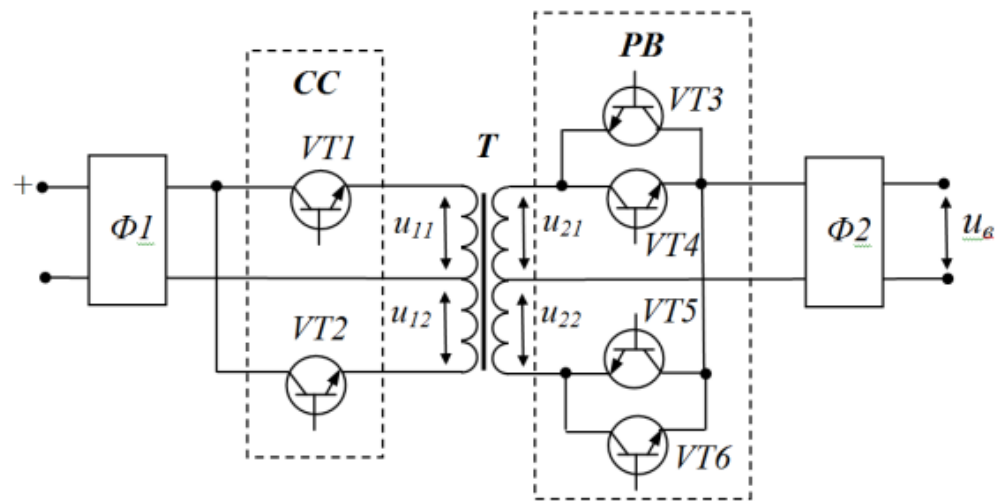 CC
PB
VT1
VT2
T
VT3
VT4
VT5
VT6
+
Ф1
Ф2
u11
u12
u21
u22
uв